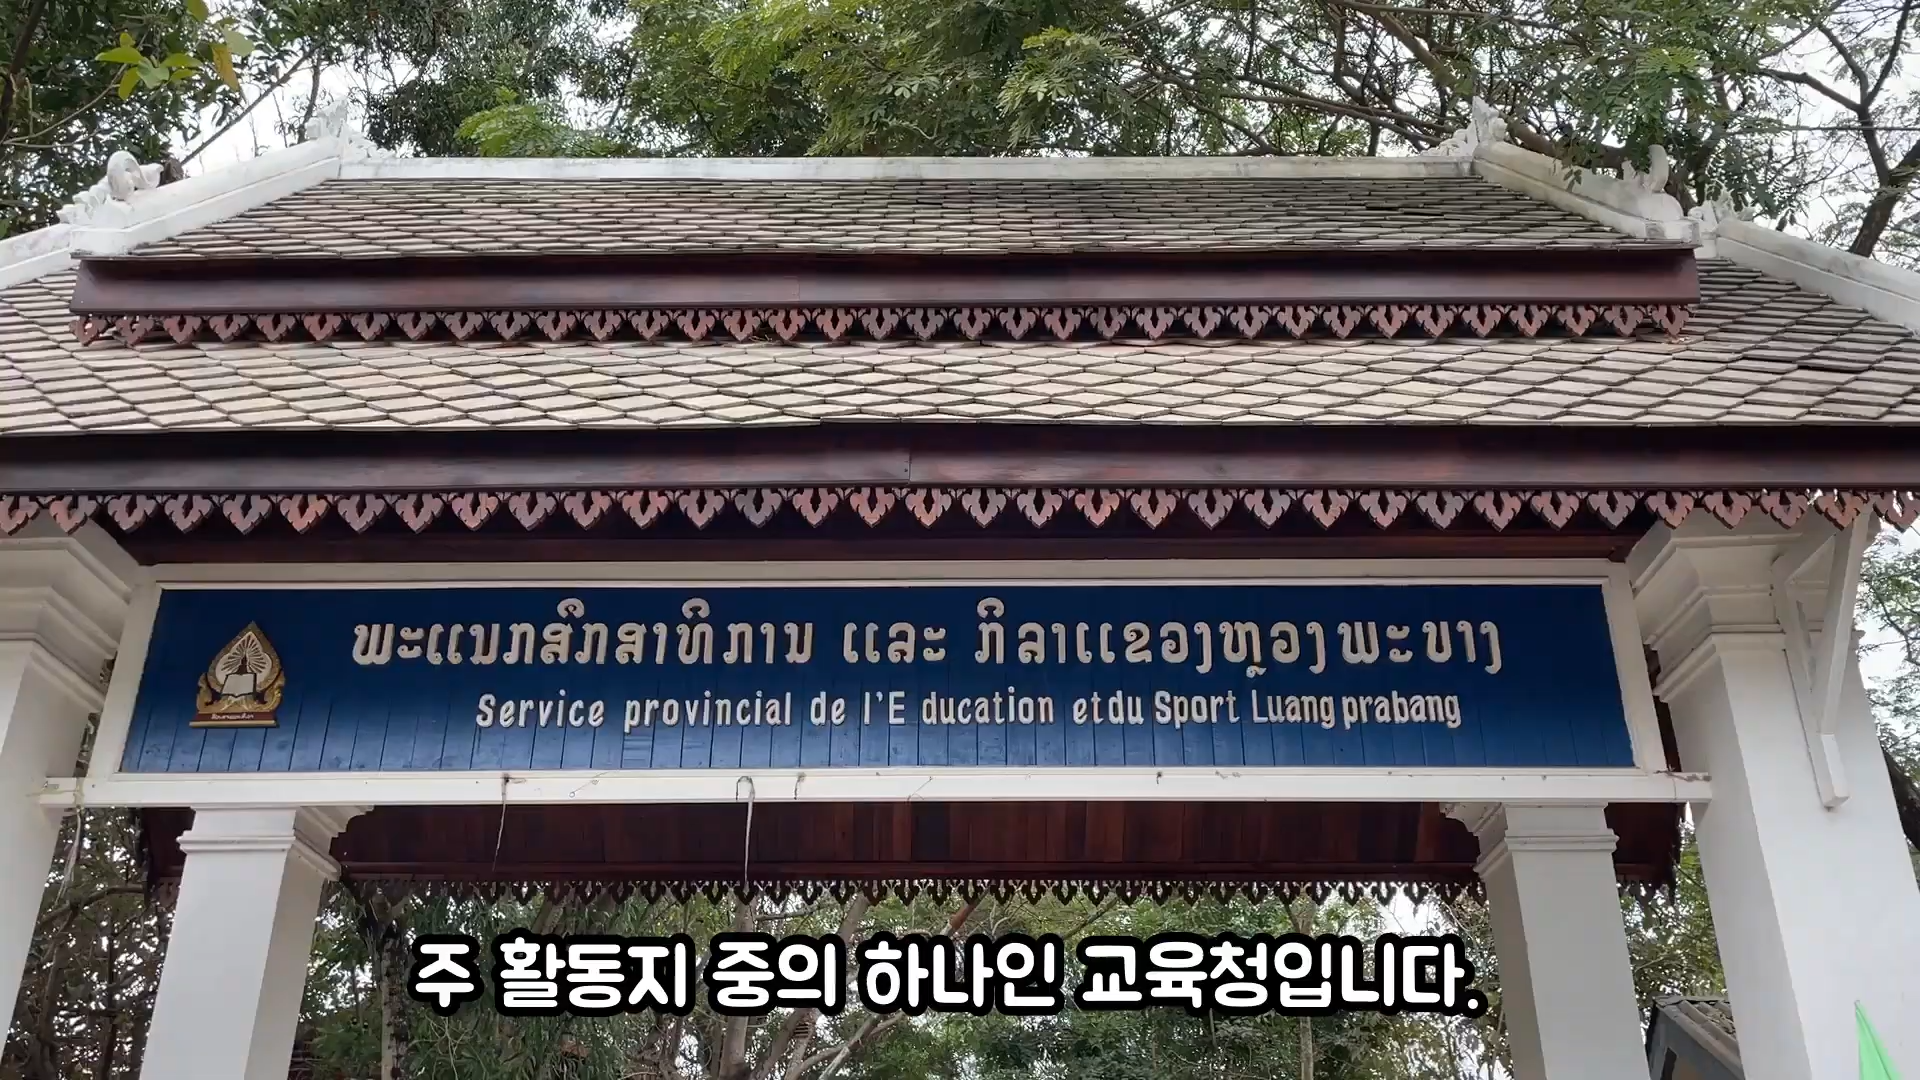 ພະແນກສຶກສາທິການ ແລະ ກິລາແຂວງຫຼວງພະບາງ
Service provincial de l'E ducation et du Sport Luang prabang
주 활동지 중의 하나인 교육청입니다.